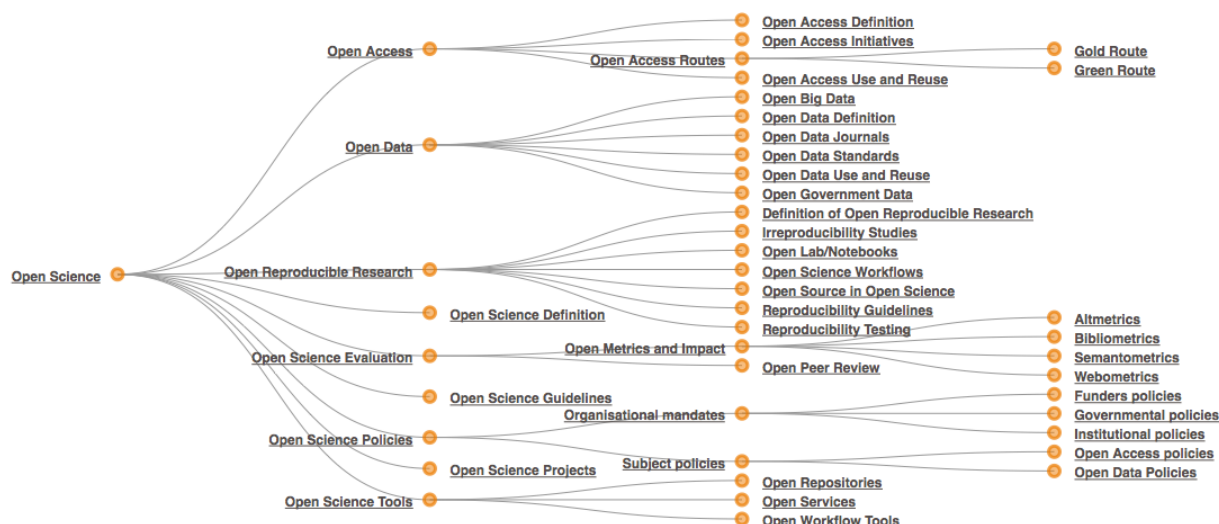 Open Science
Open Access
Open Access Definition
Open Access Initiatives
Open Access Routes
Gold Route
Green Route
Open Access Use and Reuse
Open Data
Open Big Data
Open Data Definition
Open Data Journals
Open Data Standards
Open Data Use and Reuse
Open Government Data
Open Reproducible Research
Definition of Open Reproducible Research
Irreproducibility Studies
Open Lab/Notebooks
Open Science Workflows
Open Source in Open Science
Reproducibility Guidelines
Reproducibility Testing
Open Science Definition
Open Science Evaluation
Open Metrics and Impact
Altmetrics
Bibliometrics
Semantometrics
Webometrics
Open Peer Review
Open Science Guidelines
Open Science Policies
Organisational mandates
Funders policies
Governmental policies
Institutional policies
Subject policies
Open Access policies
Open Data Policies
Open Science Projects
Open Science Tools
Open Repositories
Open Services
Open Workflow Tools